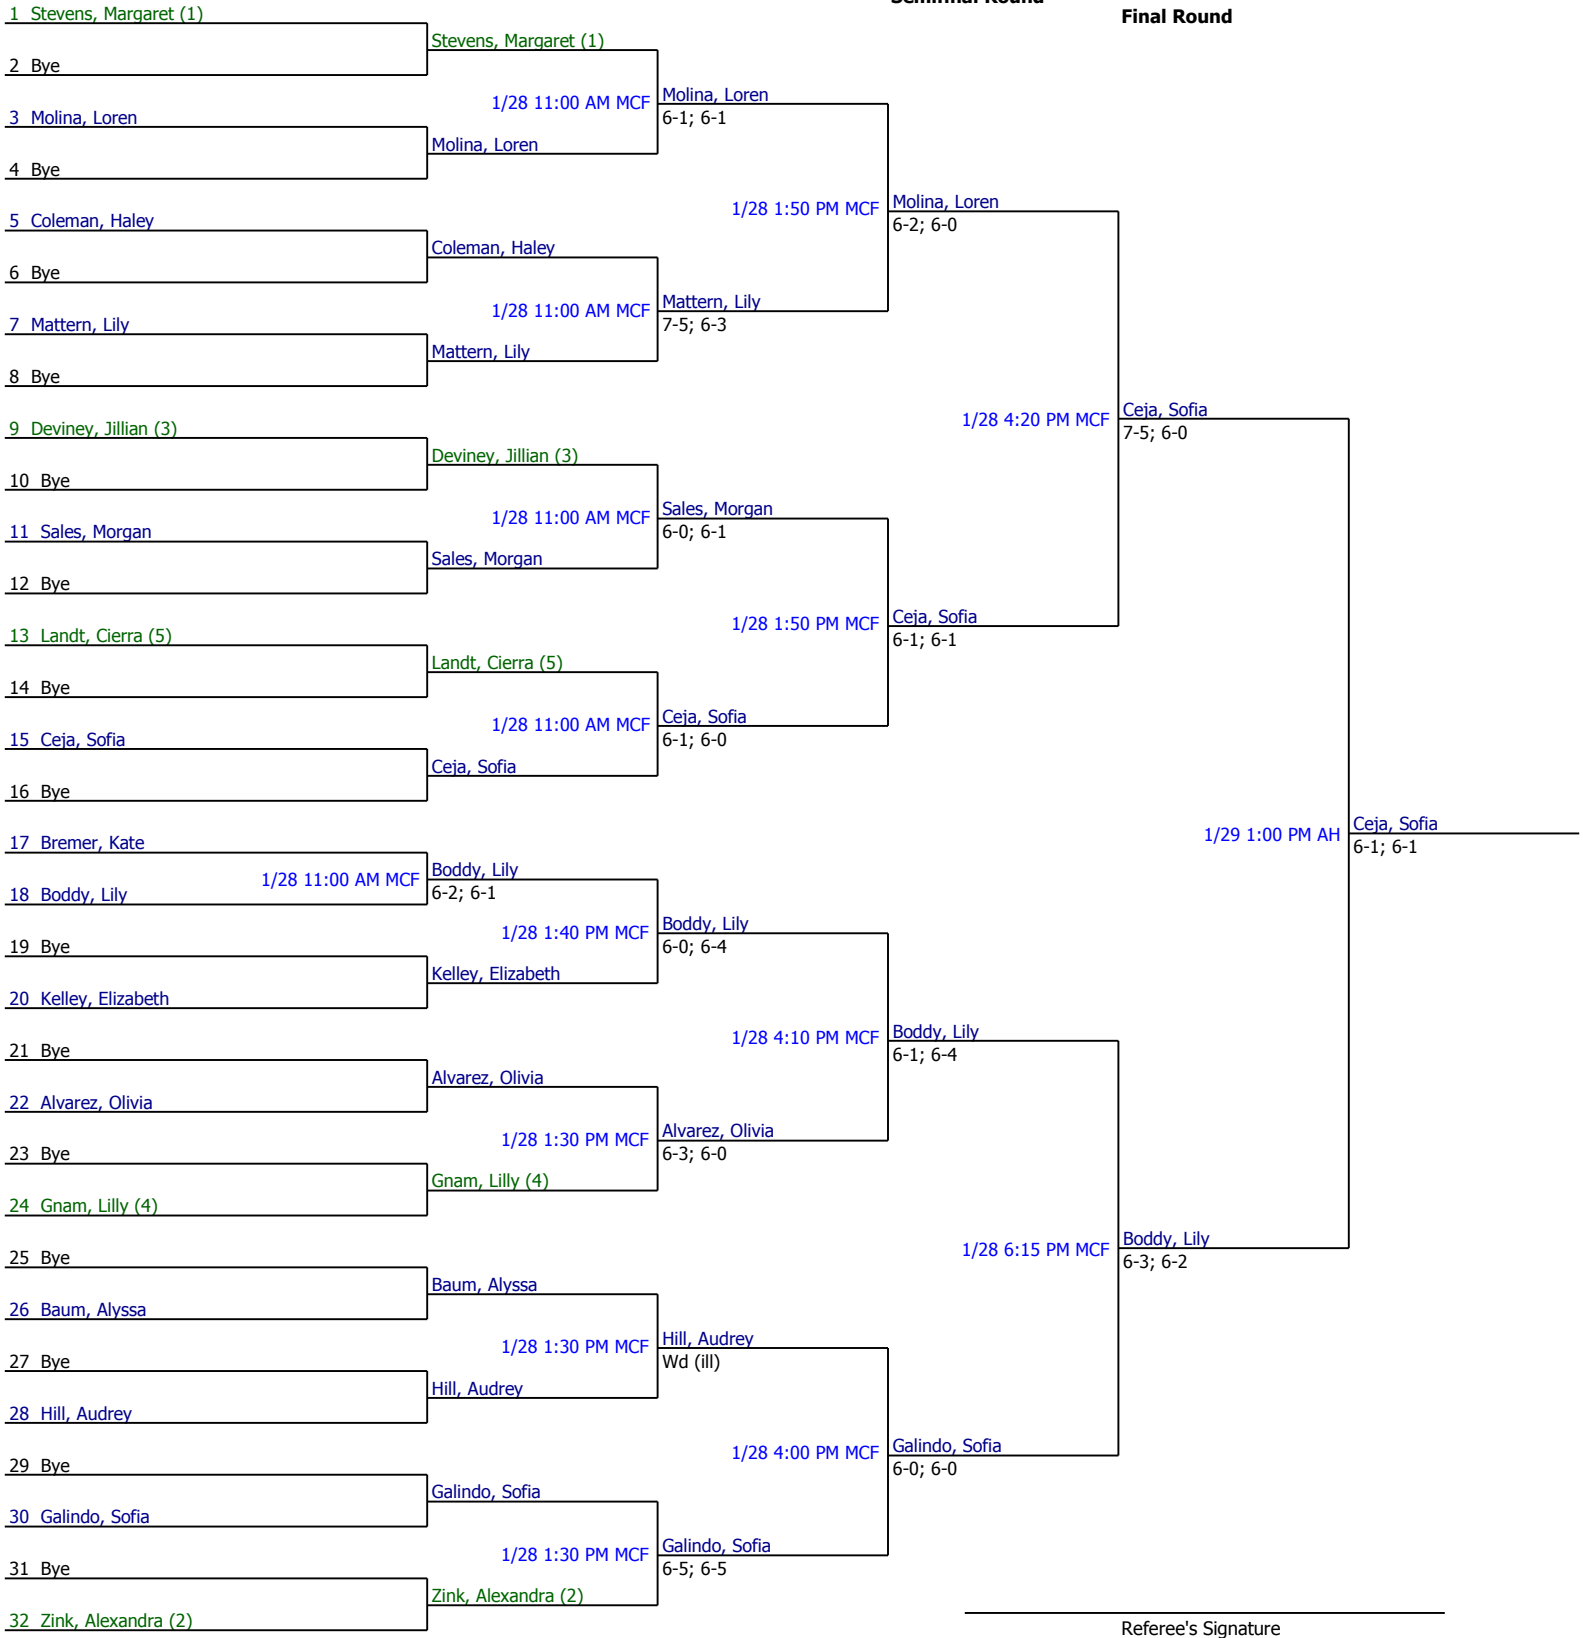 Semifinal Round
Final Round
1 Stevens, Margaret (1)
2 Bye
3 Molina, Loren
4 Bye
5 Coleman, Haley
6 Bye
7 Mattern, Lily
8 Bye
9 Deviney, Jillian (3)
10 Bye
11 Sales, Morgan
12 Bye
13 Landt, Cierra (5)
14 Bye
15 Ceja, Sofia
16 Bye
17 Bremer, Kate
18 Boddy, Lily
19 Bye
20 Kelley, Elizabeth
21 Bye
22 Alvarez, Olivia
23 Bye
24 Gnam, Lilly (4)
25 Bye
26 Baum, Alyssa
27 Bye
28 Hill, Audrey
29 Bye
30 Galindo, Sofia
31 Bye
32 Zink, Alexandra (2)
Stevens, Margaret (1)
Molina, Loren
Coleman, Haley
Mattern, Lily
Deviney, Jillian (3)
Sales, Morgan
Landt, Cierra (5)
Ceja, Sofia
1/28 11:00 AM MCF
Boddy, Lily
6-2; 6-1
Kelley, Elizabeth
Alvarez, Olivia
Gnam, Lilly (4)
Baum, Alyssa
Hill, Audrey
Galindo, Sofia
Zink, Alexandra (2)
1/28 11:00 AM MCF
Molina, Loren
6-1; 6-1
1/28 11:00 AM MCF
Mattern, Lily
7-5; 6-3
1/28 11:00 AM MCF
Sales, Morgan
6-0; 6-1
1/28 11:00 AM MCF
Ceja, Sofia
6-1; 6-0
1/28 1:40 PM MCF
Boddy, Lily
6-0; 6-4
1/28 1:30 PM MCF
Alvarez, Olivia
6-3; 6-0
1/28 1:30 PM MCF
Hill, Audrey
Wd (ill)
1/28 1:30 PM MCF
Galindo, Sofia
6-5; 6-5
1/28 1:50 PM MCF
Molina, Loren
6-2; 6-0
1/28 1:50 PM MCF
Ceja, Sofia
6-1; 6-1
1/28 4:10 PM MCF
Boddy, Lily
6-1; 6-4
1/28 4:00 PM MCF
Galindo, Sofia
6-0; 6-0
1/28 4:20 PM MCF
Ceja, Sofia
7-5; 6-0
1/28 6:15 PM MCF
Boddy, Lily
6-3; 6-2
1/29 1:00 PM AH
Ceja, Sofia
6-1; 6-1
Referee's Signature